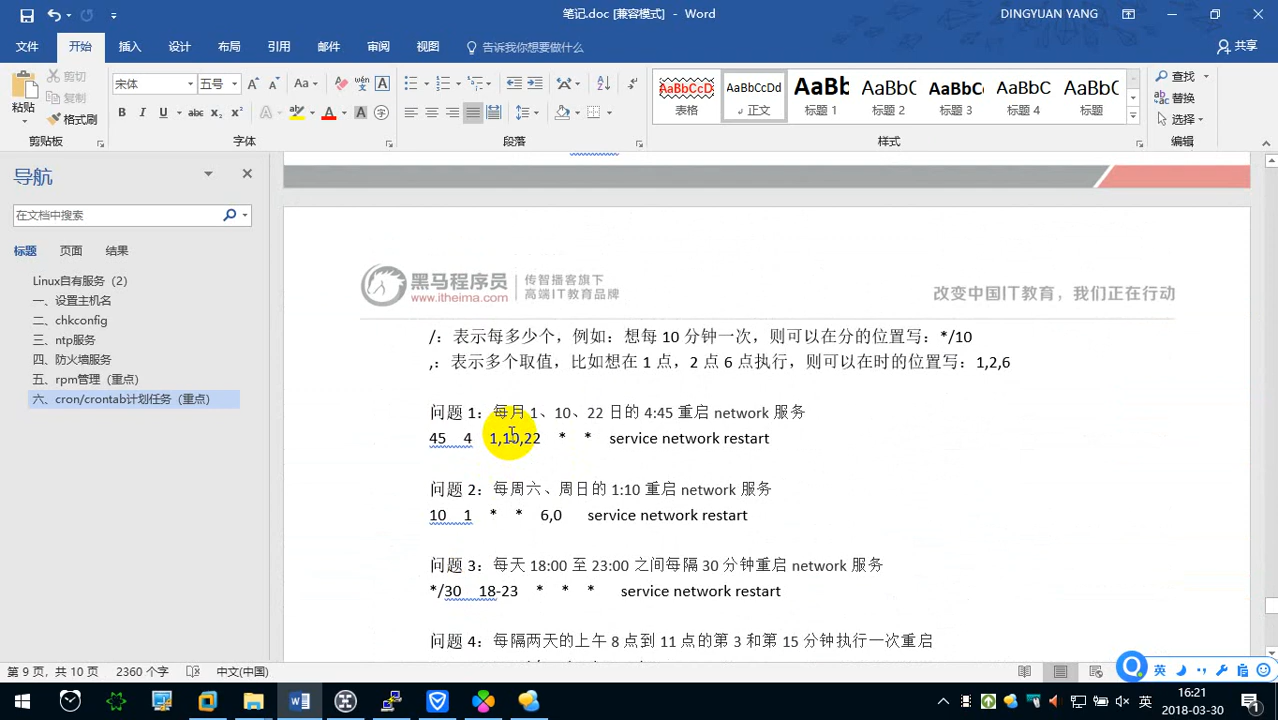 笔记.doc [兼容模式] - Word
DINGYUAN YANG
文件 开始 插入 设计 布局 引用 邮件 审阅 视图 告诉我你想要做什么 共享
粘贴 剪切 复制 格式刷 剪贴板
宋体 五号 字体
段落
AaBbCcD 表格 AaBbCcDd 正文 AaBb 标题 1 AaBbC 标题 2 AaBbC 标题 3 AaBbC 标题 4 AaBbC 标题 样式
查找 替换 选择 编辑
导航
在文档中搜索
标题 页面 结果
Linux自有服务（2）
一、设置主机名
二、chkconfig
三、ntp服务
四、防火墙服务
五、rpm管理（重点）
六、cron/crontab计划任务（重点）
黑马程序员
www.itheima.com
传智播客旗下
高端IT教育品牌
改变中国IT教育，我们正在行动
/：表示每多少个，例如：想每 10 分钟一次，则可以在分的位置写：*/10
,：表示多个取值，比如想在 1 点，2 点 6 点执行，则可以在时的位置写：1,2,6
问题 1：每月 1、10、22 日的 4:45 重启 network 服务
45 4 1,10,22 * * service network restart
问题 2：每周六、周日的 1:10 重启 network 服务
10 1 * * 6,0 service network restart
问题 3：每天 18:00 至 23:00 之间每隔 30 分钟重启 network 服务
*/30 18-23 * * * service network restart
问题 4：每隔两天的上午 8 点到 11 点的第 3 和第 15 分钟执行一次重启
第 9 页，共 10 页 2360 个字 中文(中国)
英
英
16:21
2018-03-30